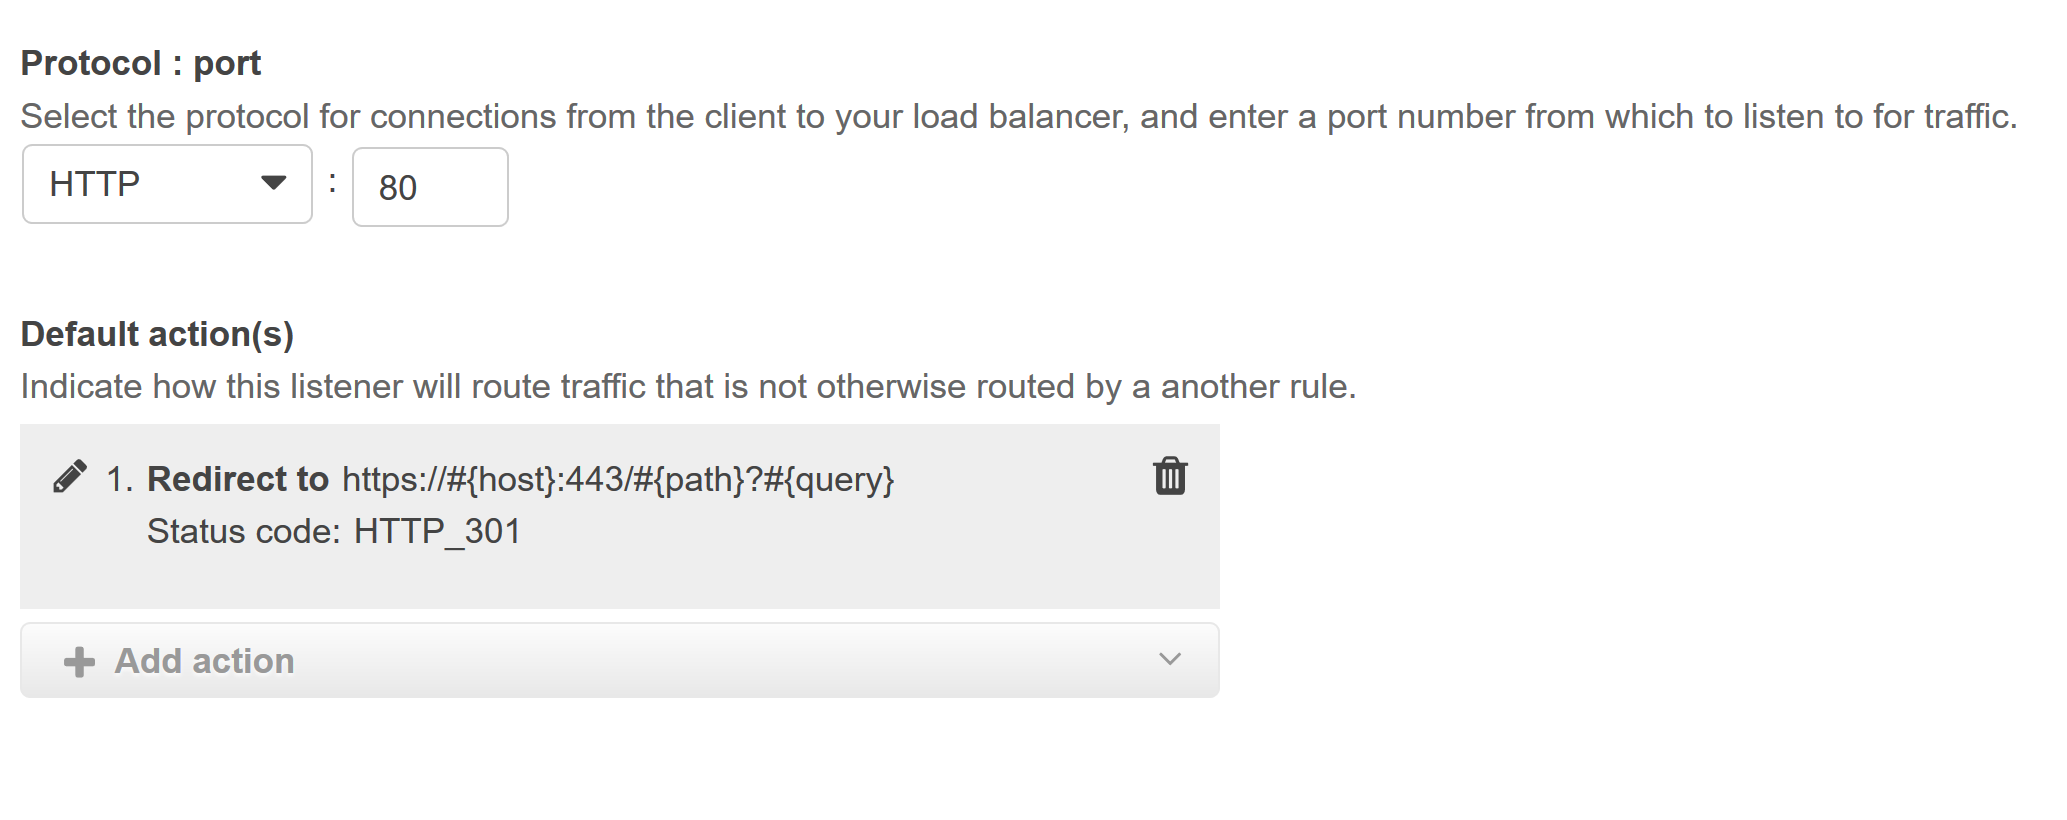 Protocol : port
Select the protocol for connections from the client to your load balancer, and enter a port number from which to listen to for traffic.
HTTP : 80
Default action(s)
Indicate how this listener will route traffic that is not otherwise routed by a another rule.
1. Redirect to https://#{host}:443/#{path}?#{query}
Status code: HTTP_301
Add action